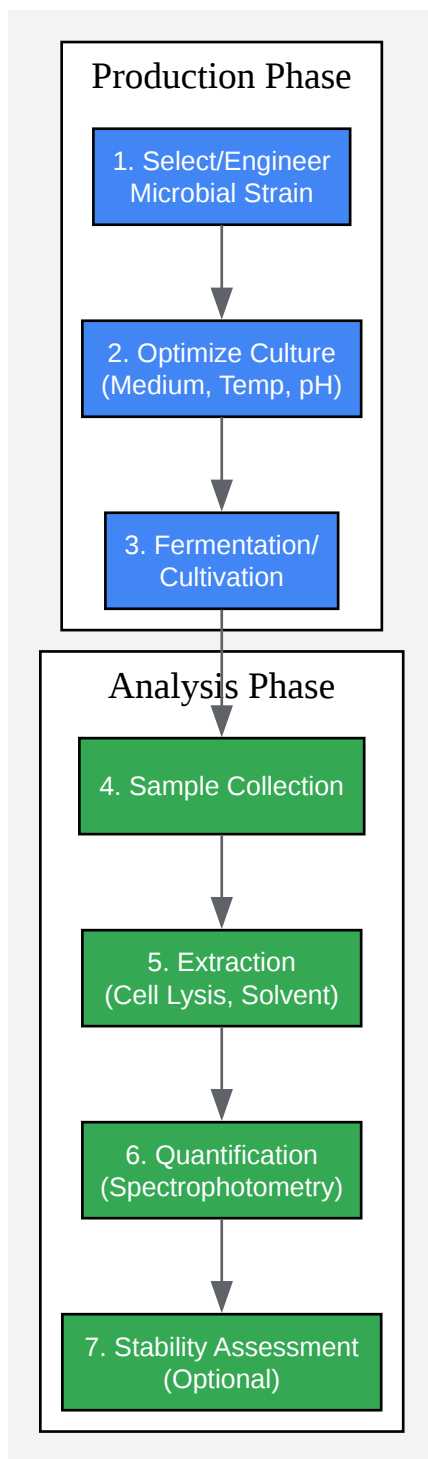 Production Phase
1. Select/Engineer
Microbial Strain
2. Optimize Culture
(Medium, Temp, pH)
3. Fermentation/
Cultivation
Analysis Phase
4. Sample Collection
5. Extraction
(Cell Lysis, Solvent)
6. Quantification
(Spectrophotometry)
7. Stability Assessment
(Optional)